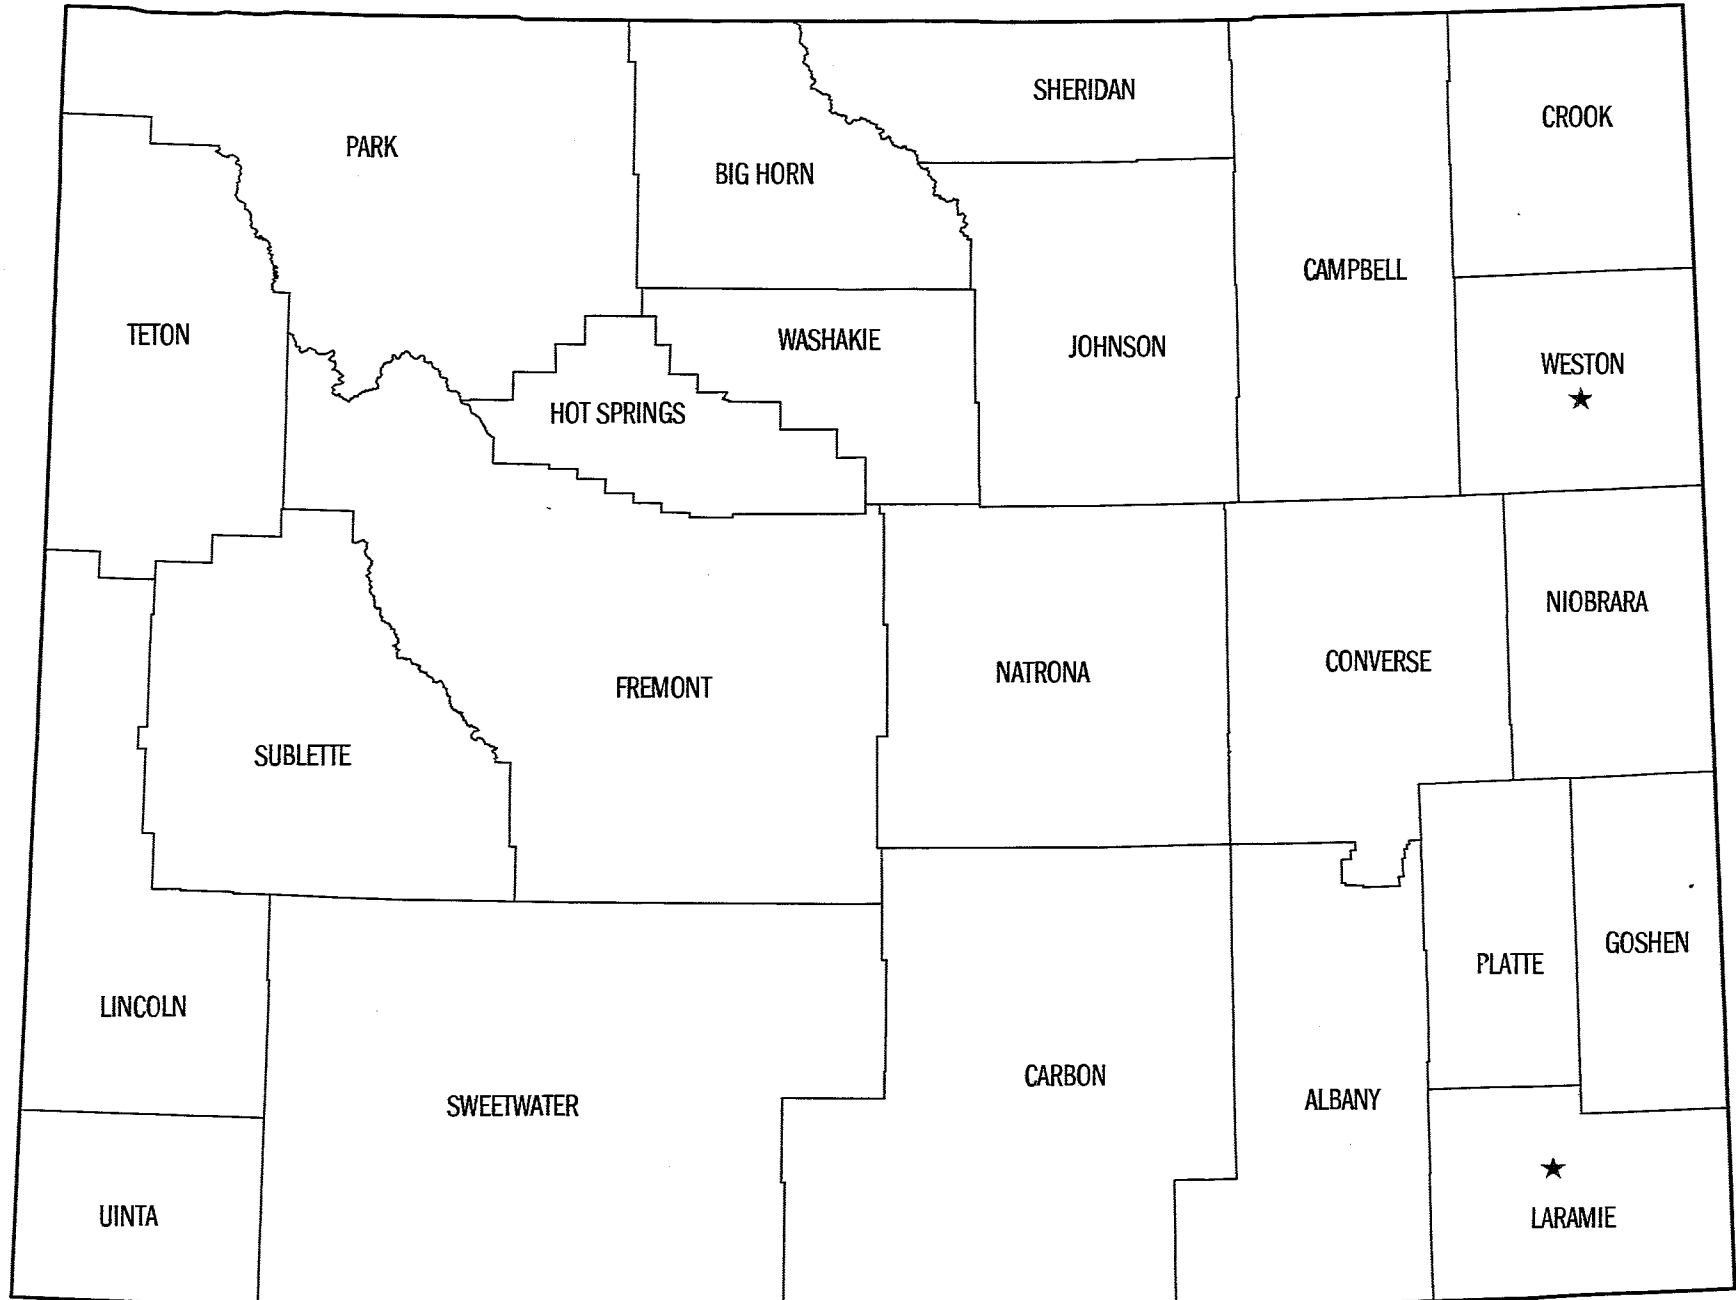 SHERIDAN
CROOK
PARK
BIG HORN
CAMPBELL
TETON
WASHAKIE
JOHNSON
WESTON
HOT SPRINGS
NIOBRARA
CONVERSE
NATRONA
FREMONT
SUBLETTE
GOSHEN
PLATTE
LINCOLN
CARBON
ALBANY
SWEETWATER
UINTA
LARAMIE